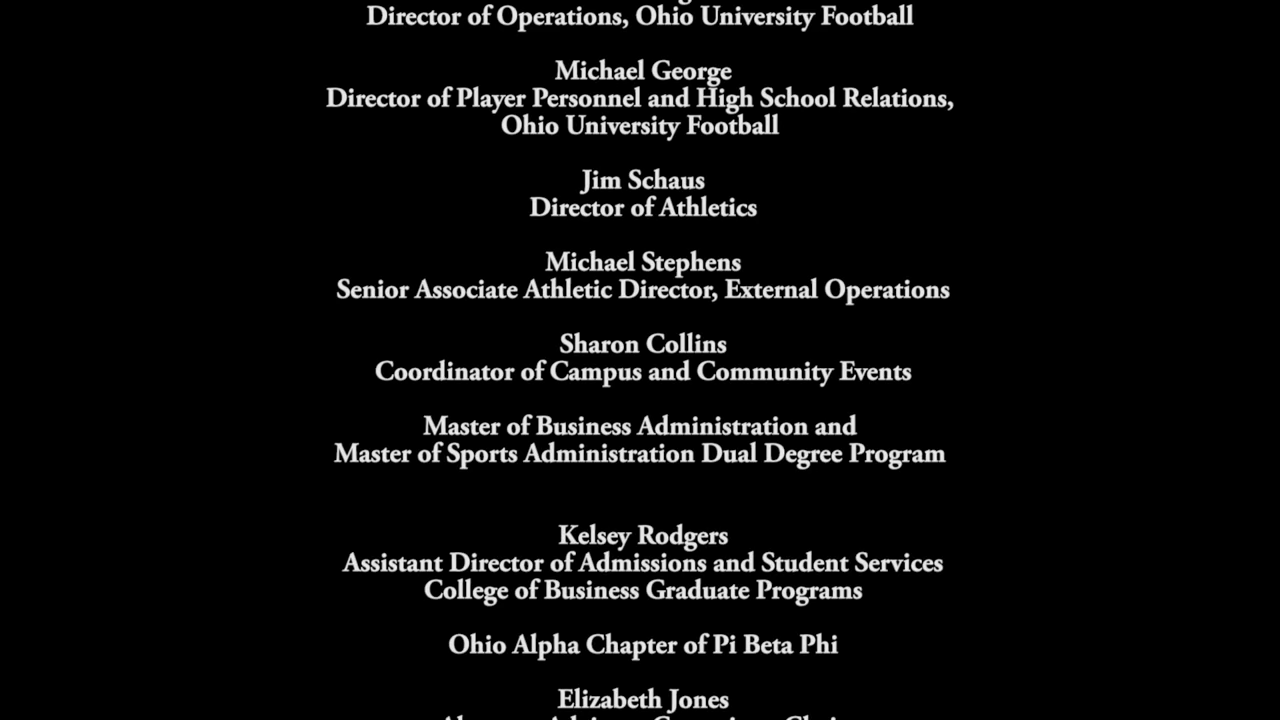 Director of Operations, Ohio University Football
Michael George
Director of Player Personnel and High School Relations,
Ohio University Football
Jim Schaus
Director of Athletics
Michael Stephens
Senior Associate Athletic Director, External Operations
Sharon Collins
Coordinator of Campus and Community Events
Master of Business Administration and
Master of Sports Administration Dual Degree Program
Kelsey Rodgers
Assistant Director of Admissions and Student Services
College of Business Graduate Programs
Ohio Alpha Chapter of Pi Beta Phi
Elizabeth Jones